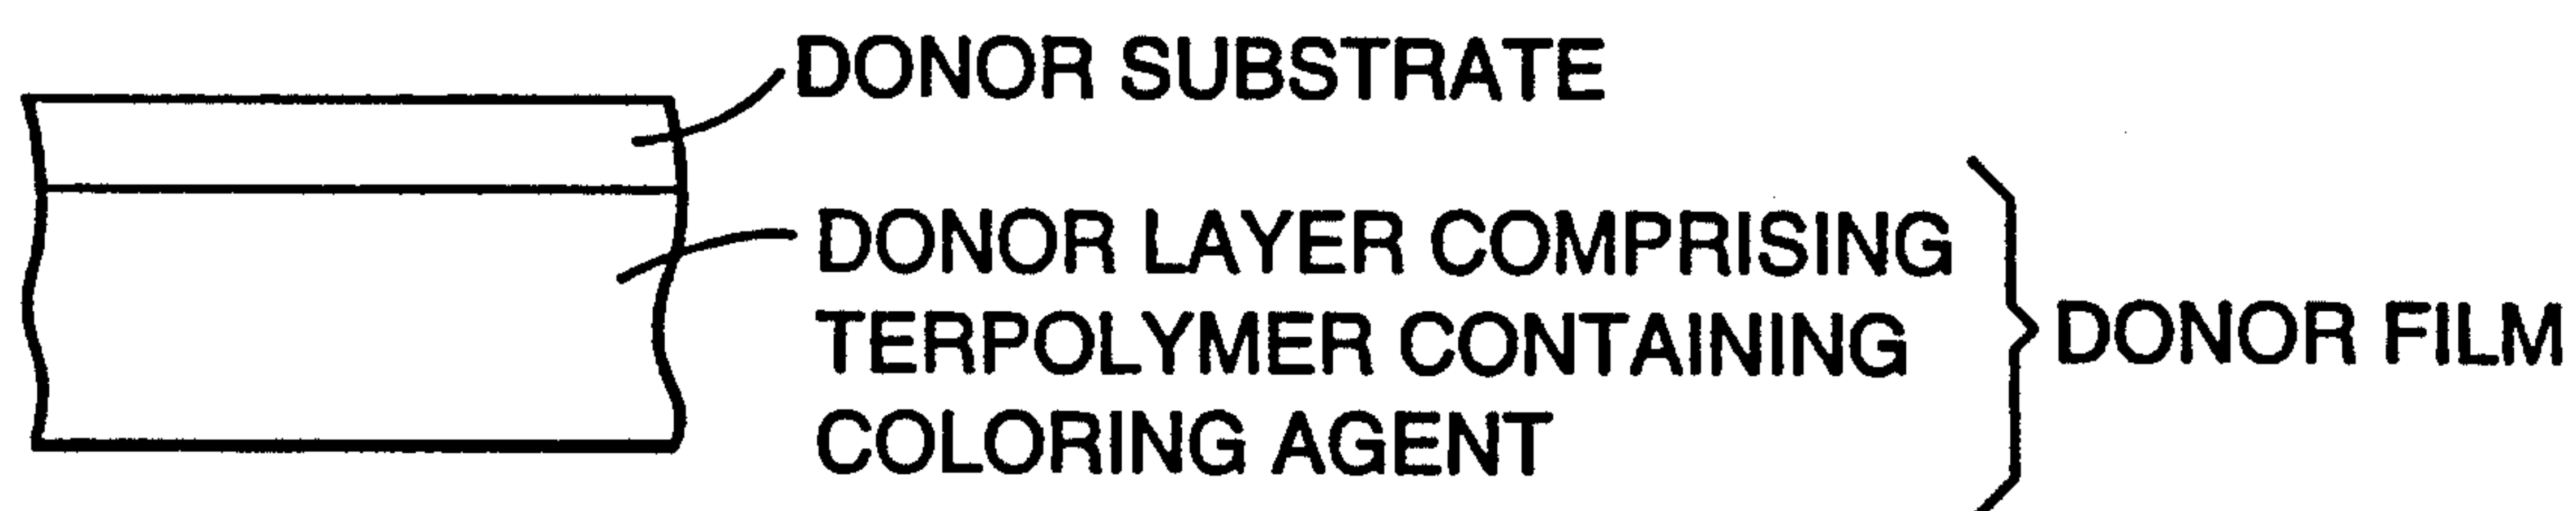 DONOR SUBSTRATE
DONOR LAYER COMPRISING
TERPOLYMER CONTAINING
COLORING AGENT
DONOR FILM